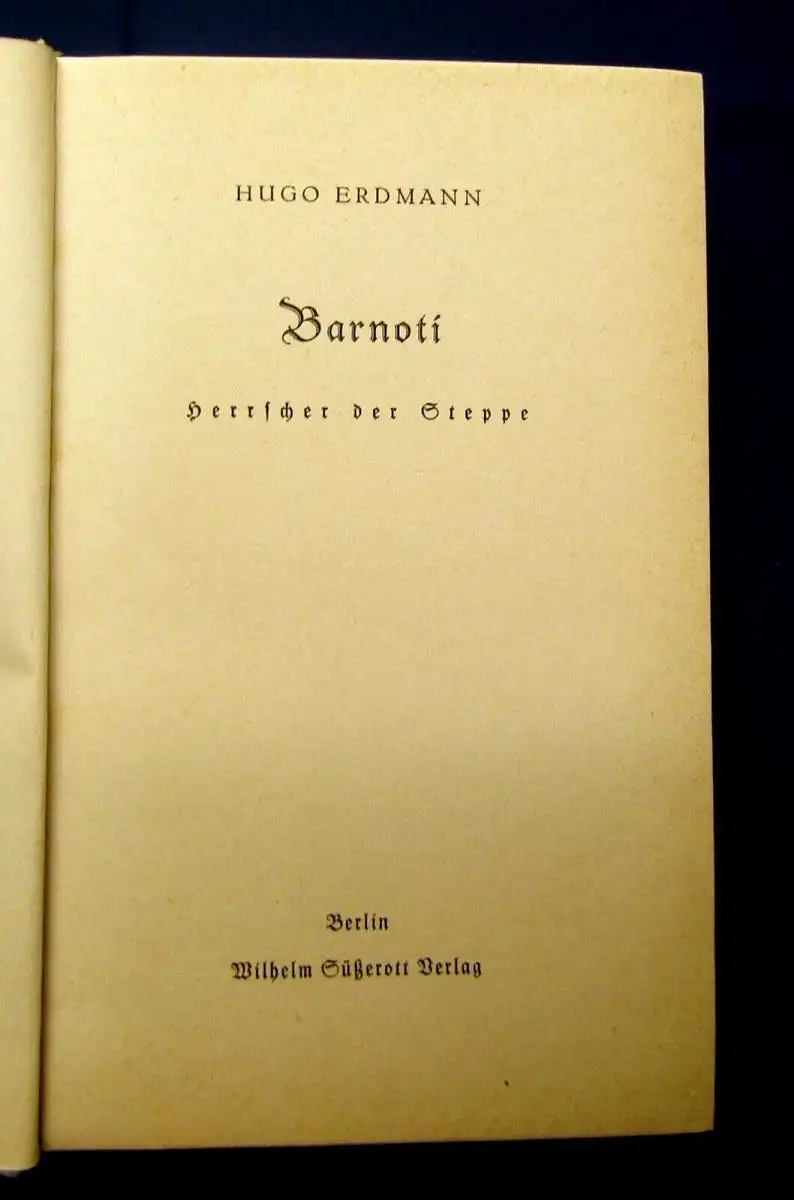 HUGO ERDMANN
Barnoti
Herrscher der Steppe
Berlin
Wilhelm Süßerott Verlag